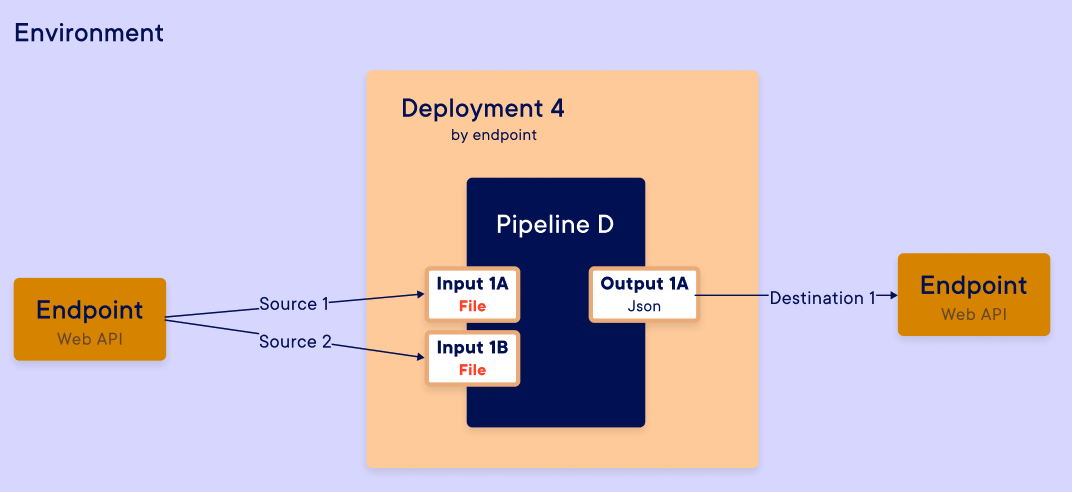 Environment
Deployment 4
by endpoint
Pipeline D
Endpoint
Web API
Source 1
Source 2
Input 1A
File
Input 1B
File
Output 1A
Json
Destination 1
Endpoint
Web API